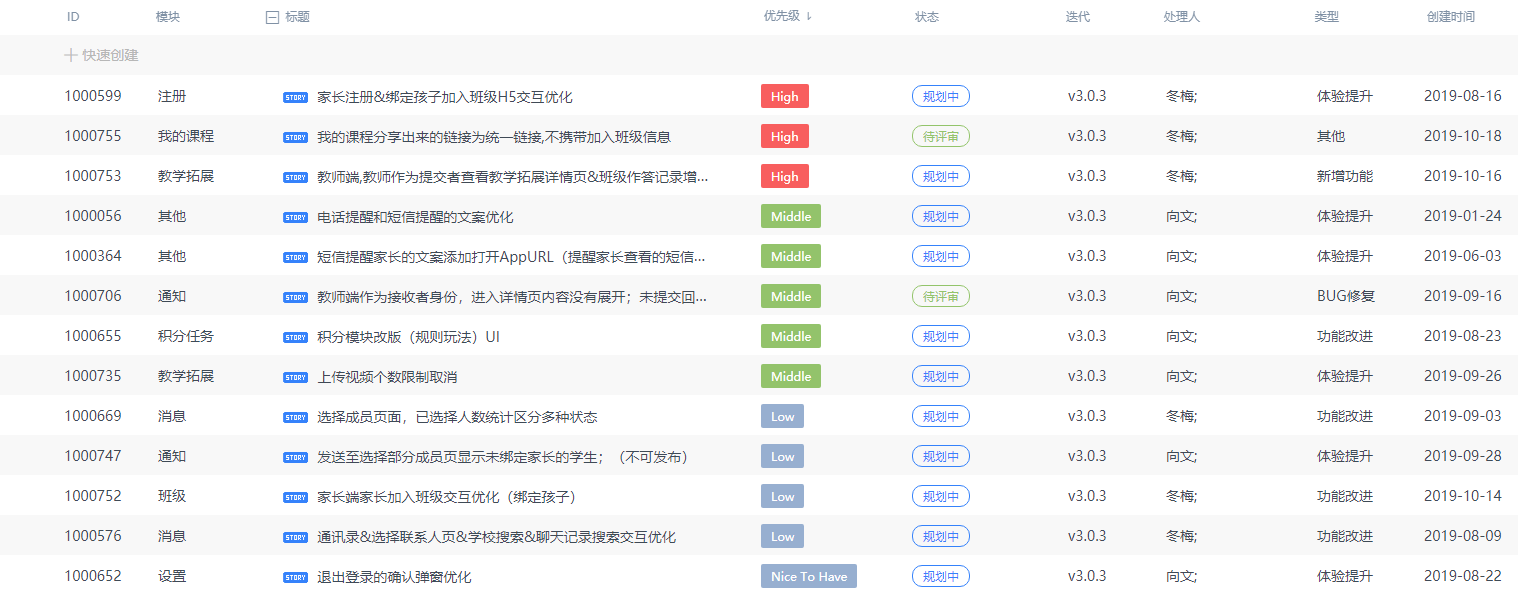 ID 模块 标题 优先级 状态 迭代 处理人 类型 创建时间
快速创建
1000599 注册 STORY 家长注册&绑定孩子加入班级H5交互优化 High 规划中 v3.0.3 冬梅; 体验提升 2019-08-16
1000755 我的课程 STORY 我的课程分享出来的链接为统一链接,不携带加入班级信息 High 待评审 v3.0.3 冬梅; 其他 2019-10-18
1000753 教学拓展 STORY 教师端,教师作为提交者查看教学拓展详情页&班级作答记录增... High 规划中 v3.0.3 冬梅; 新增功能 2019-10-16
1000056 其他 STORY 电话提醒和短信提醒的文案优化 Middle 规划中 v3.0.3 向文; 体验提升 2019-01-24
1000364 其他 STORY 短信提醒家长的文案添加打开AppURL（提醒家长查看的短信... Middle 规划中 v3.0.3 向文; 体验提升 2019-06-03
1000706 通知 STORY 教师端作为接收者身份，进入详情页内容没有展开；未提交回... Middle 待评审 v3.0.3 向文; BUG修复 2019-09-16
1000655 积分任务 STORY 积分模块改版（规则玩法）UI Middle 规划中 v3.0.3 向文; 功能改进 2019-08-23
1000735 教学拓展 STORY 上传视频个数限制取消 Middle 规划中 v3.0.3 向文; 体验提升 2019-09-26
1000669 消息 STORY 选择成员页面，已选择人数统计区分多种状态 Low 规划中 v3.0.3 冬梅; 功能改进 2019-09-03
1000747 通知 STORY 发送至选择部分成员页显示未绑定家长的学生；（不可发布） Low 规划中 v3.0.3 冬梅; 体验提升 2019-09-28
1000752 班级 STORY 家长端家长加入班级交互优化（绑定孩子） Low 规划中 v3.0.3 冬梅; 功能改进 2019-10-14
1000576 消息 STORY 通讯录&选择联系人页&学校搜索&聊天记录搜索交互优化 Low 规划中 v3.0.3 冬梅; 功能改进 2019-08-09
1000652 设置 STORY 退出登录的确认弹窗优化 Nice To Have 规划中 v3.0.3 向文; 体验提升 2019-08-22